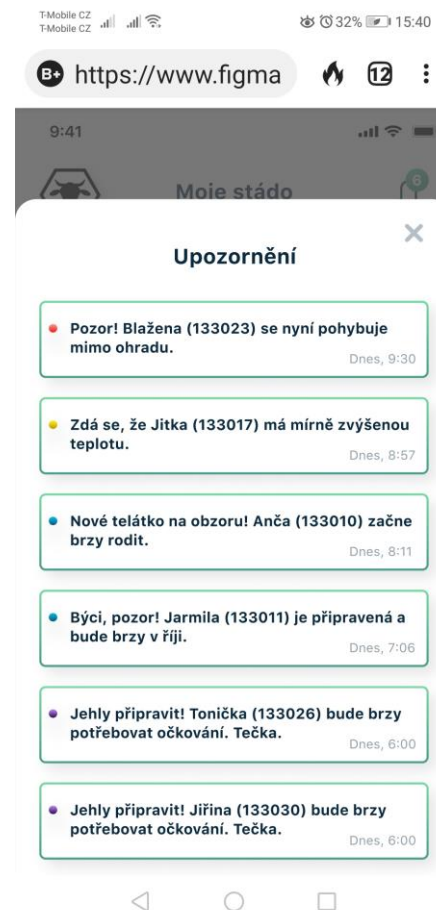 T-Mobile CZ
T-Mobile CZ
32% 15:40
B+ https://www.figma 12
9:41
Moje stádo 6
Upozornění
Pozor! Blažena (133023) se nyní pohybuje
mimo ohradu.
Dnes, 9:30
Zdá se, že Jitka (133017) má mírně zvýšenou
teplotu.
Dnes, 8:57
Nové telátko na obzoru! Anča (133010) začne
brzy rodit.
Dnes, 8:11
Býci, pozor! Jarmila (133011) je připravená a
bude brzy v říji.
Dnes, 7:06
Jehly připravit! Tonička (133026) bude brzy
potřebovat očkování. Tečka.
Dnes, 6:00
Jehly připravit! Jiřina (133030) bude brzy
potřebovat očkování. Tečka.
Dnes, 6:00